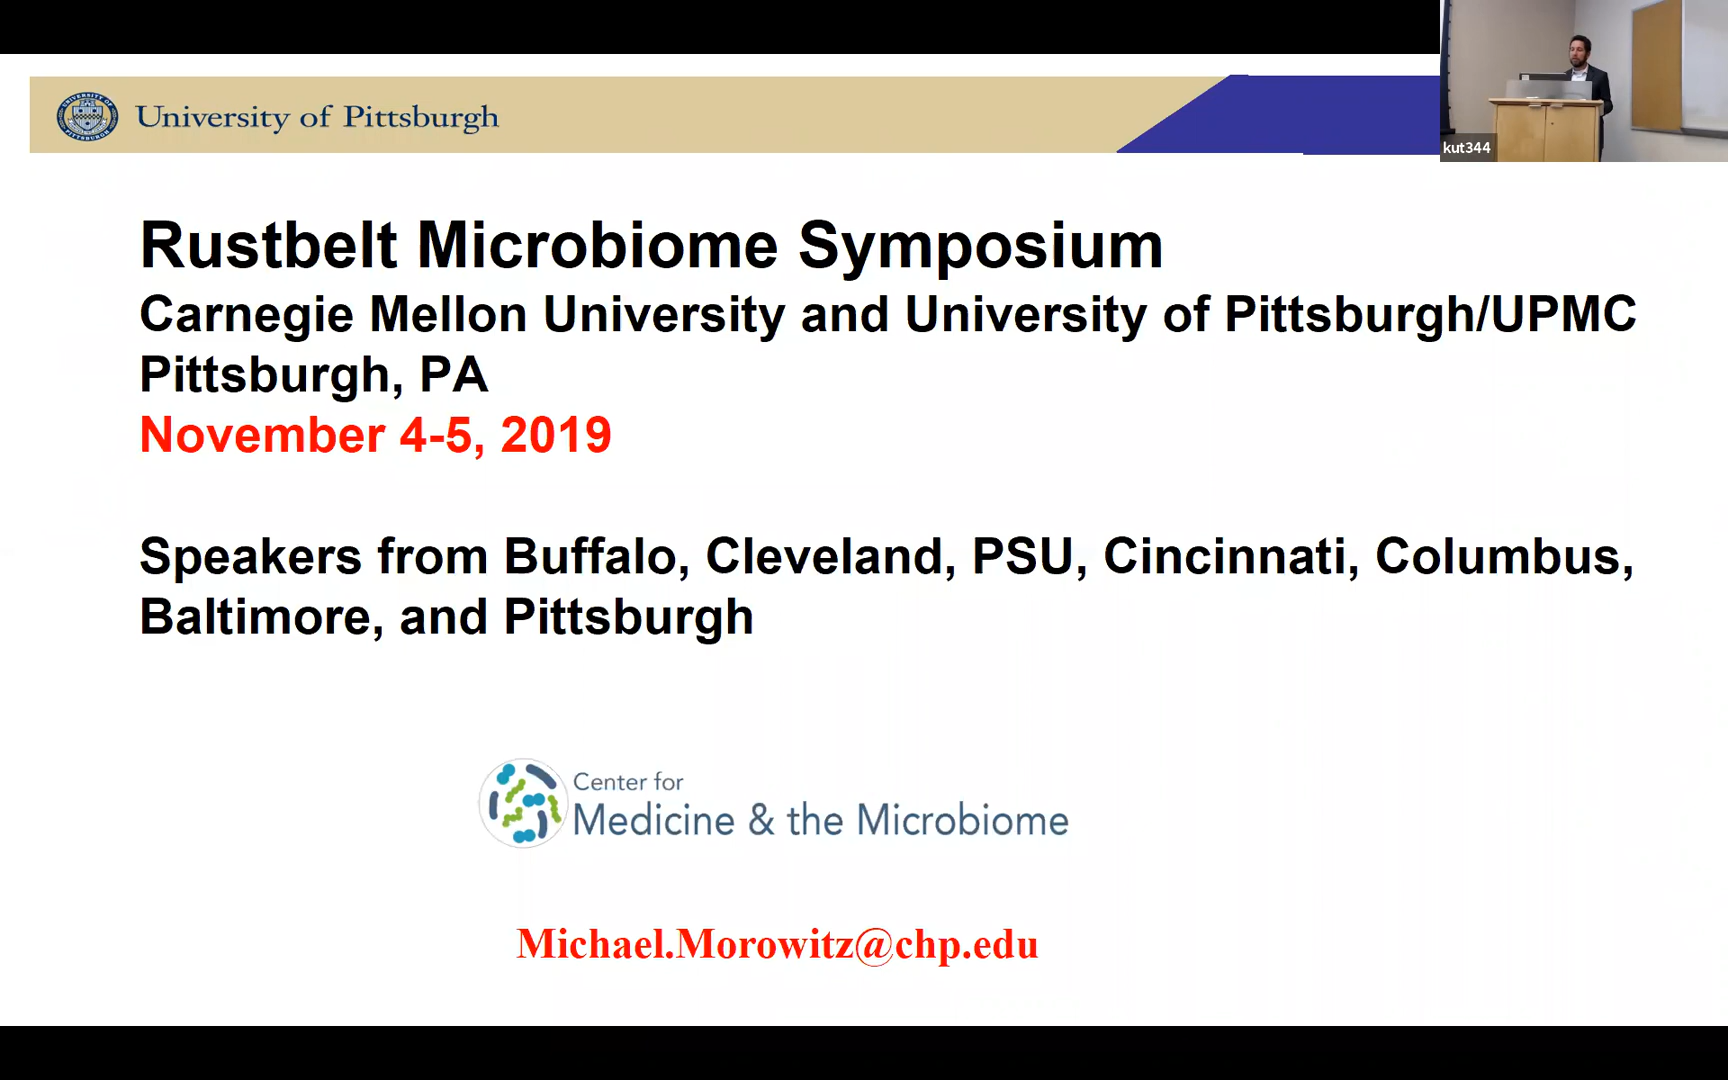 University of Pittsburgh
kut344
Rustbelt Microbiome Symposium
Carnegie Mellon University and University of Pittsburgh/UPMC
Pittsburgh, PA
November 4-5, 2019
Speakers from Buffalo, Cleveland, PSU, Cincinnati, Columbus,
Baltimore, and Pittsburgh
Center for
Medicine & the Microbiome
Michael.Morowitz@chp.edu